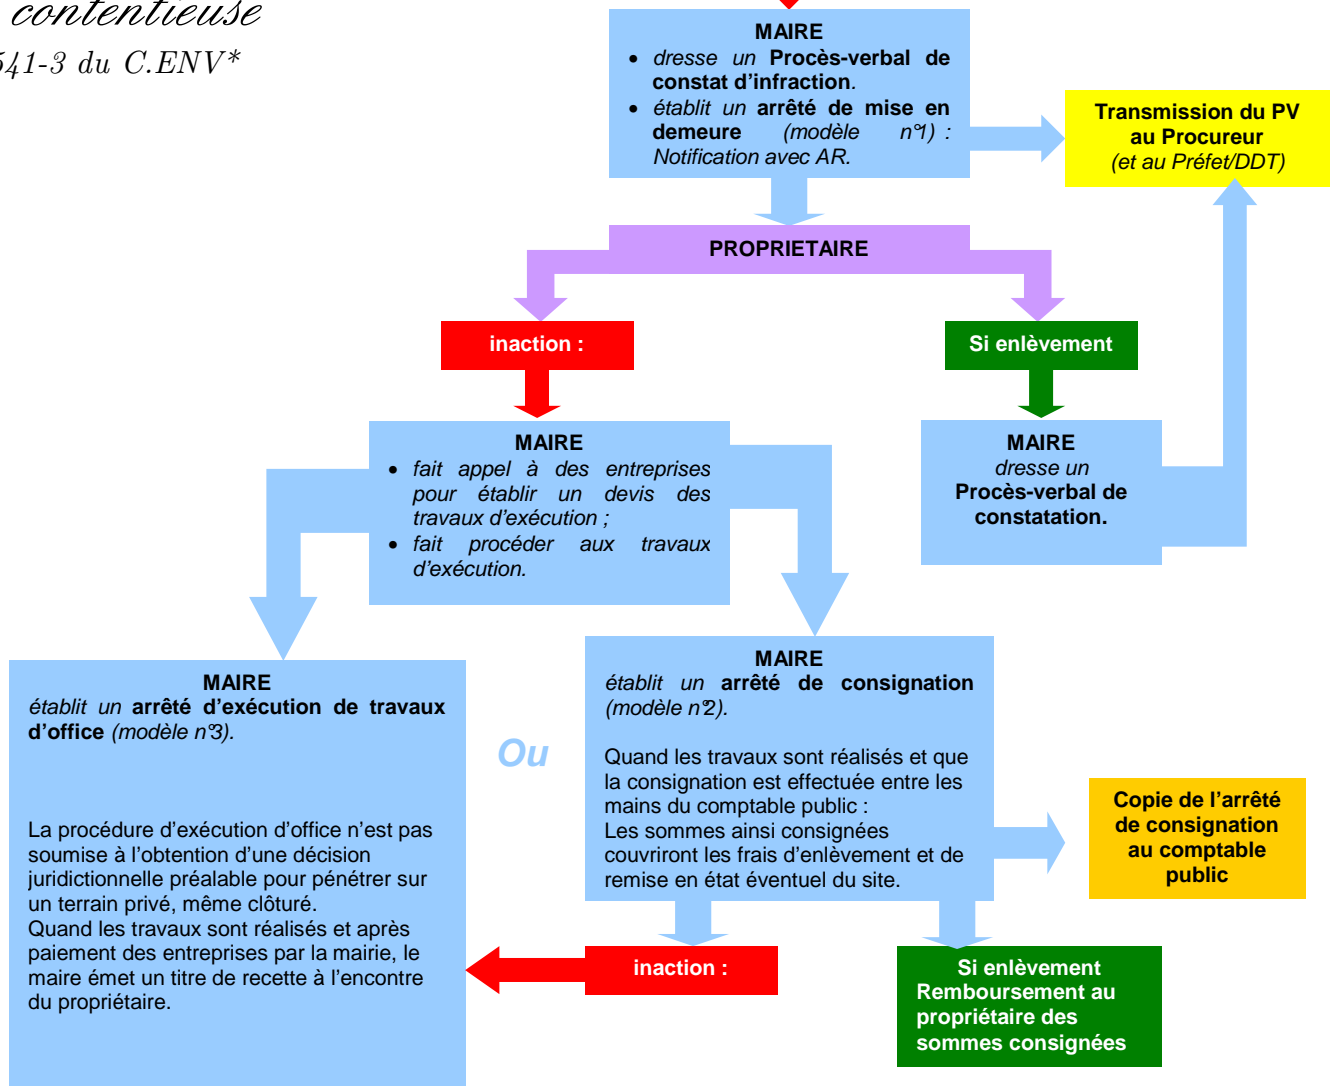 contentieuse
541-3 du C.ENV*
MAIRE
• dresse un Procès-verbal de
constat d'infraction.
• établit un arrêté de mise en
demeure (modèle n°1) :
Notification avec AR.
Transmission du PV
au Procureur
(et au Préfet/DDT)
PROPRIETAIRE
inaction :
Si enlèvement
MAIRE
• fait appel à des entreprises
pour établir un devis des
travaux d'exécution ;
• fait procéder aux travaux
d'exécution.
MAIRE
dresse un
Procès-verbal de
constatation.
MAIRE
établit un arrêté d'exécution de travaux
d'office (modèle n°3).
La procédure d'exécution d'office n'est pas
soumise à l'obtention d'une décision
juridictionnelle préalable pour pénétrer sur
un terrain privé, même clôturé.
Quand les travaux sont réalisés et après
paiement des entreprises par la mairie, le
maire émet un titre de recette à l'encontre
du propriétaire.
Ou
MAIRE
établit un arrêté de consignation
(modèle n°2).
Quand les travaux sont réalisés et que
la consignation est effectuée entre les
mains du comptable public :
Les sommes ainsi consignées
couvriront les frais d'enlèvement et de
remise en état éventuel du site.
Copie de l'arrêté
de consignation
au comptable
public
inaction :
Si enlèvement
Remboursement au
propriétaire des
sommes consignées